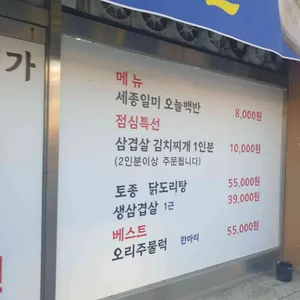 가
메 뉴
세종일미 오늘백반 8,000원
점심특선
삼겹살 김치찌개 1인분 10,000원
(2인분이상 주문됩니다)
토종 닭도리탕 55,000원
생삼겹살 1근 39,000원
베스트
오리주물럭 한마리 55,000원